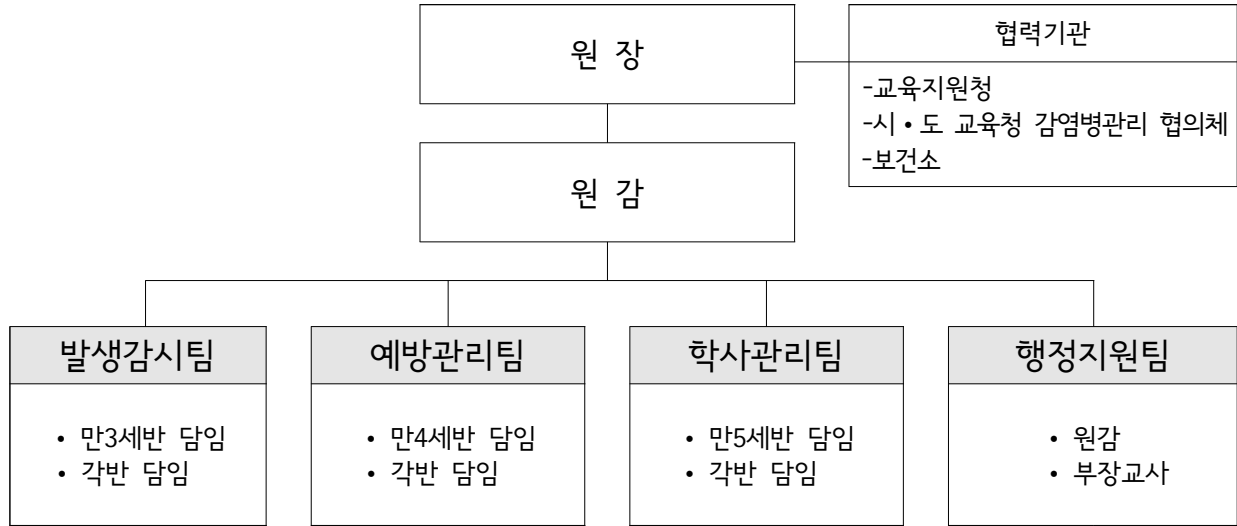 원 장
협력기관
-교육지원청
-시・도 교육청 감염병관리 협의체
-보건소
원 감
발생감시팀
• 만3세반 담임
• 각반 담임
예방관리팀
• 만4세반 담임
• 각반 담임
학사관리팀
• 만5세반 담임
• 각반 담임
행정지원팀
• 원감
• 부장교사